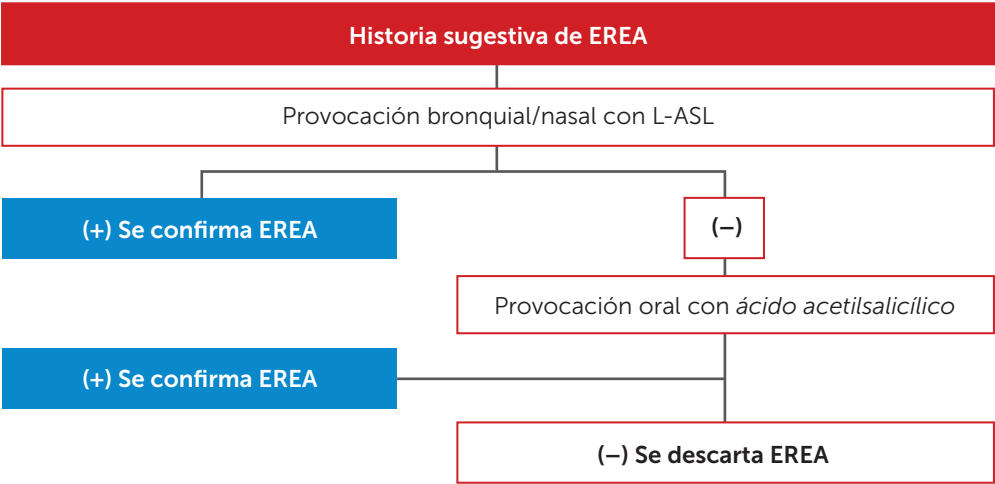 Historia sugestiva de EREA
Provocación bronquial/nasal con L-ASL
(+) Se confirma EREA
(–)
Provocación oral con ácido acetilsalicílico
(+) Se confirma EREA
(–) Se descarta EREA